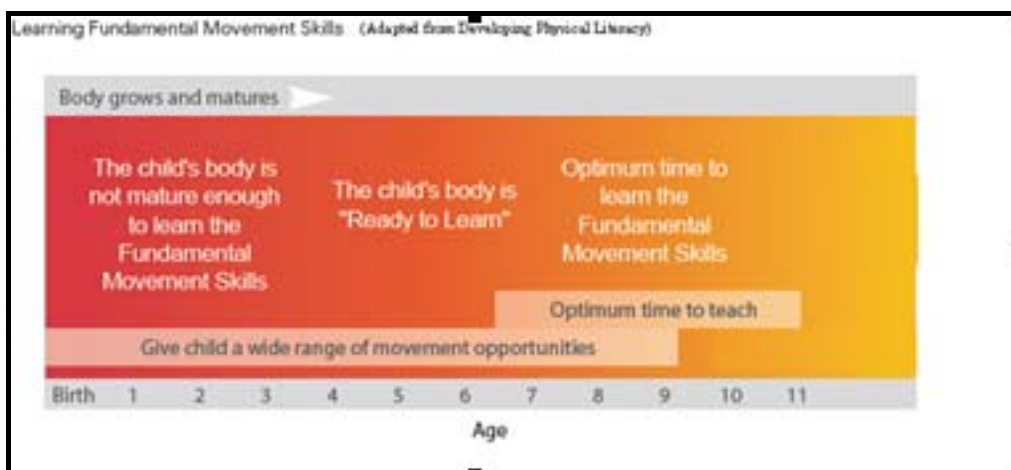 Learning Fundamental Movement Skills (Adapted from Developing Physical Literacy)
Body grows and matures
The child's body is
not mature enough
to learn the
Fundamental
Movement Skills
The child's body is
"Ready to Learn"
Optimum time to
learn the
Fundamental
Movement Skills
Optimum time to teach
Give child a wide range of movement opportunities
Birth 1 2 3 4 5 6 7 8 9 10 11
Age